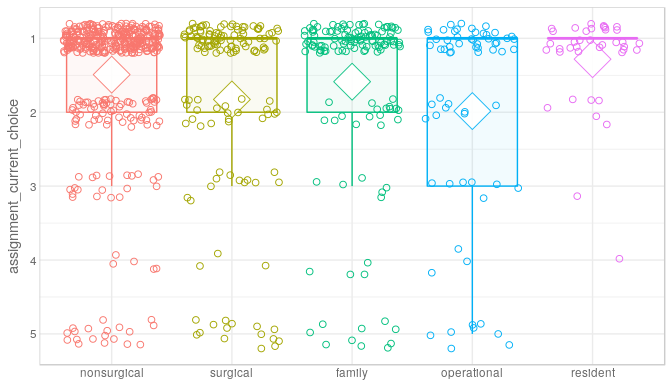 assignment_current_choice
1
2
3
4
5
nonsurgical
surgical
family
operational
resident